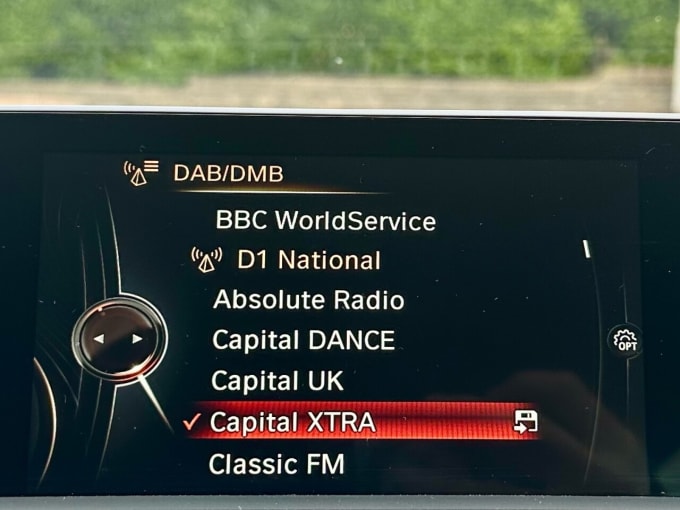 DAB/DMB
BBC WorldService
D1 National
Absolute Radio
Capital DANCE
Capital UK
Capital XTRA
Classic FM
OPT